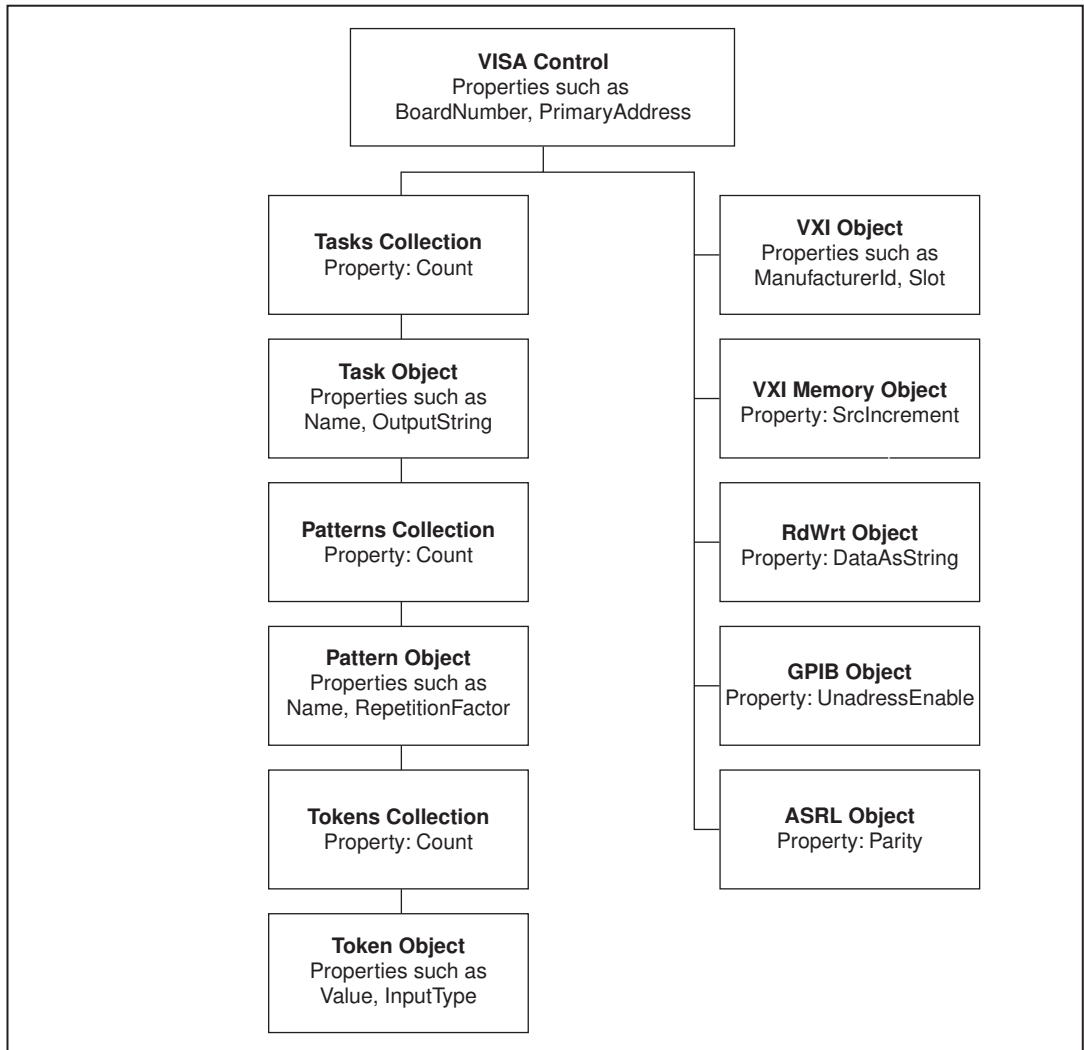 VISA Control
Properties such as
BoardNumber, PrimaryAddress
Tasks Collection
Property: Count
Task Object
Properties such as
Name, OutputString
Patterns Collection
Property: Count
Pattern Object
Properties such as
Name, RepetitionFactor
Tokens Collection
Property: Count
Token Object
Properties such as
Value, InputType
VXI Object
Properties such as
ManufacturerId, Slot
VXI Memory Object
Property: SrcIncrement
RdWrt Object
Property: DataAsString
GPIB Object
Property: UnadressEnable
ASRL Object
Property: Parity